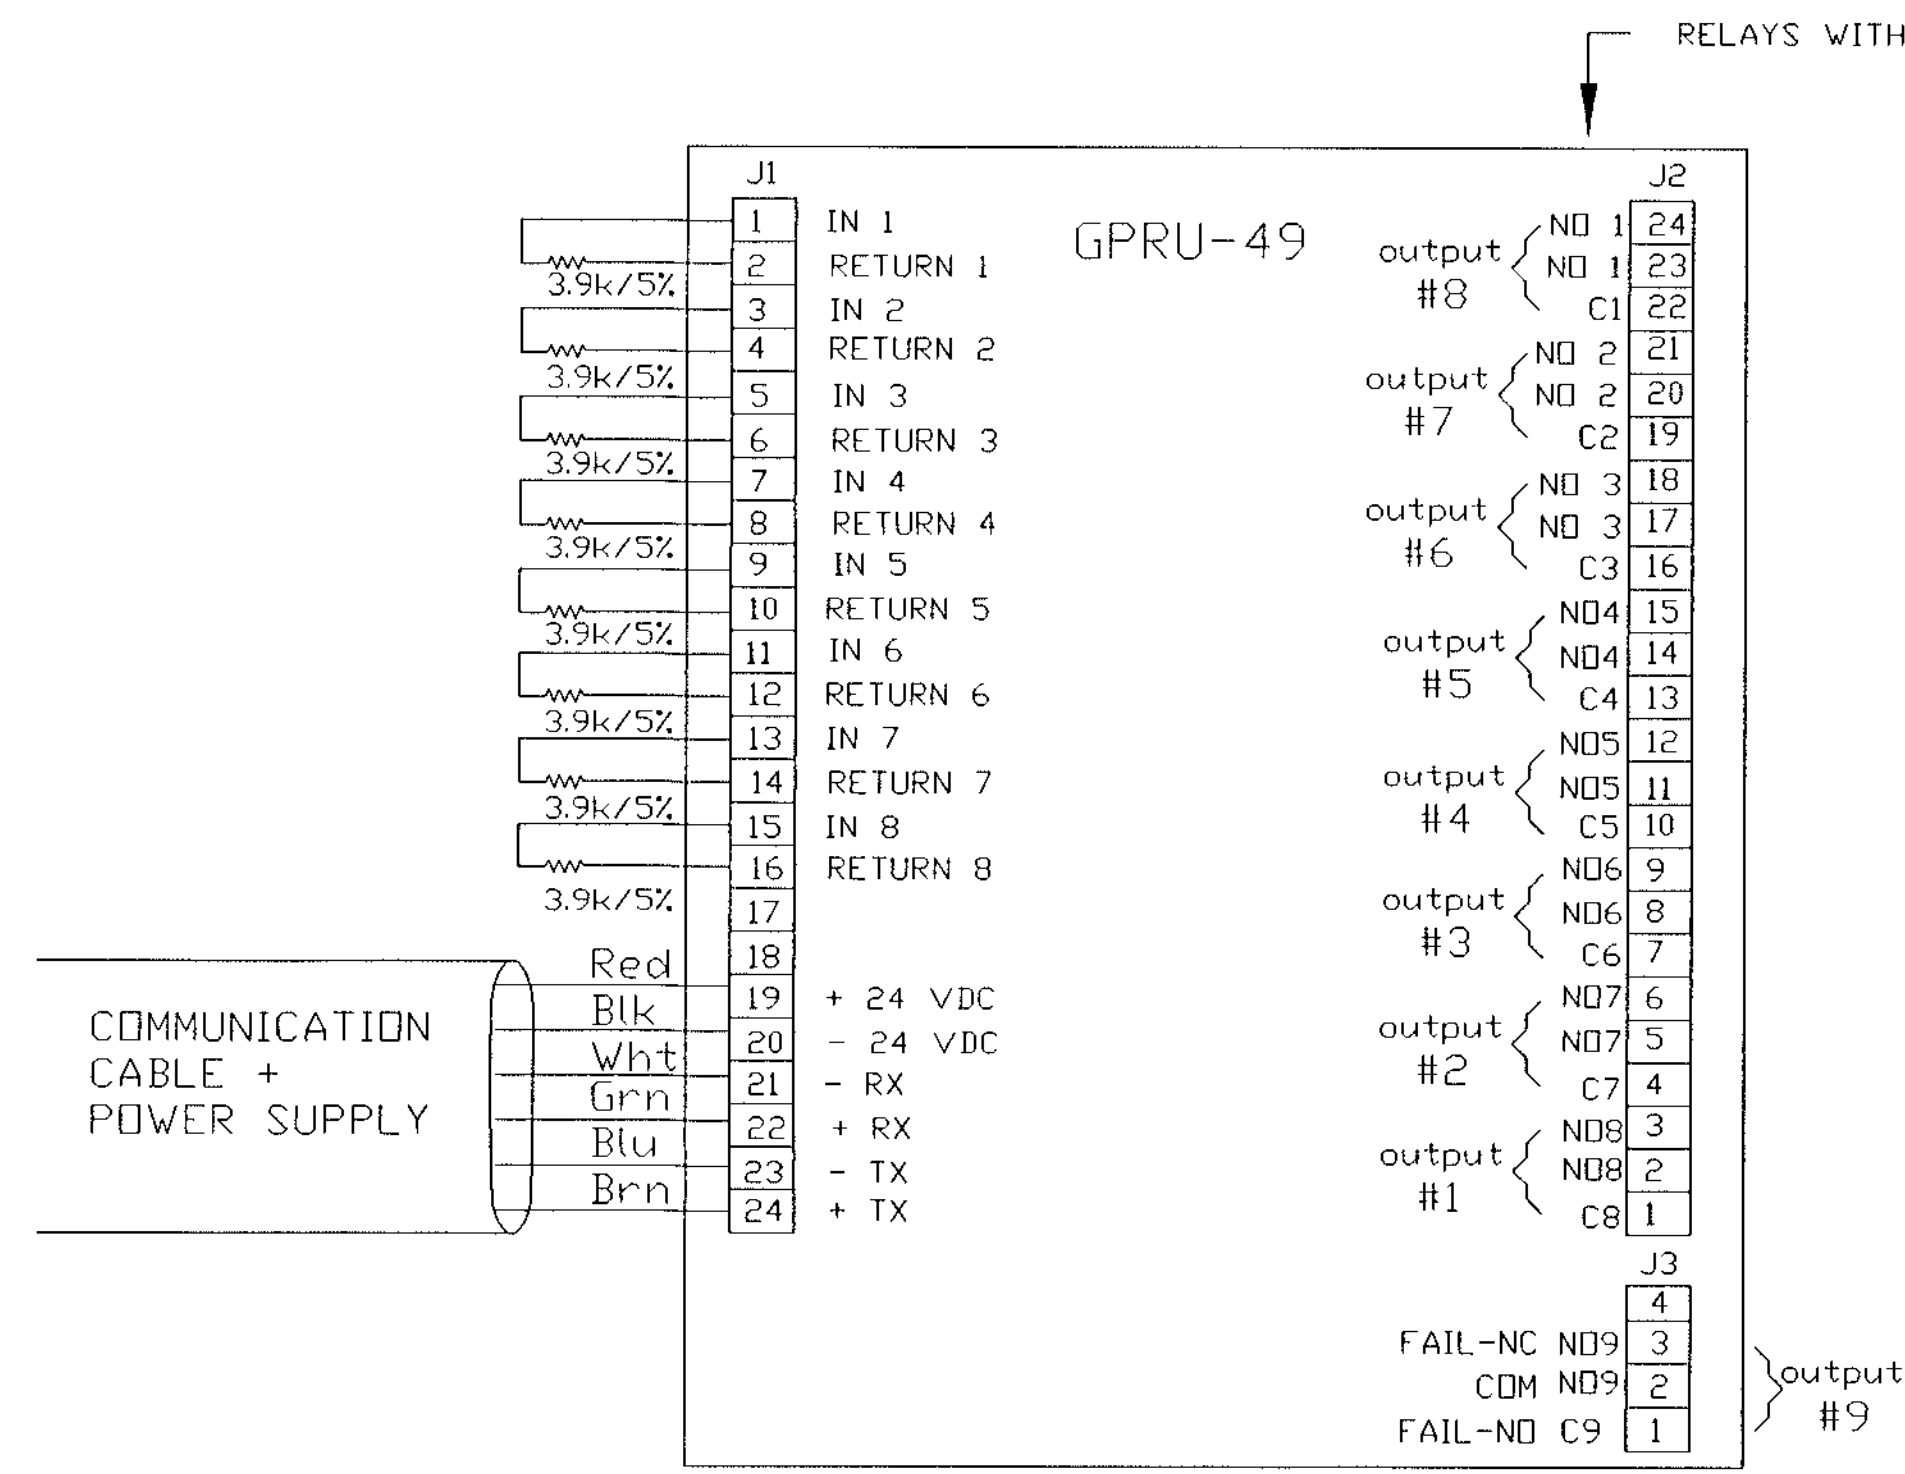 RELAYS WITH
J1
J2
GPRU-49
1 IN 1
2 RETURN 1
3.9k/5%
3 IN 2
4 RETURN 2
3.9k/5%
5 IN 3
6 RETURN 3
3.9k/5%
7 IN 4
8 RETURN 4
3.9k/5%
9 IN 5
10 RETURN 5
3.9k/5%
11 IN 6
12 RETURN 6
3.9k/5%
13 IN 7
14 RETURN 7
3.9k/5%
15 IN 8
16 RETURN 8
3.9k/5%
17
18
Red 19 + 24 VDC
Blk 20 - 24 VDC
Wht 21 - RX
Grn 22 + RX
Blu 23 - TX
Brn 24 + TX
COMMUNICATION
CABLE +
POWER SUPPLY
output
#8
NO 1 24
NO 1 23
C1 22
output
#7
NO 2 21
NO 2 20
C2 19
output
#6
NO 3 18
NO 3 17
C3 16
output
#5
NO4 15
NO4 14
C4 13
output
#4
NO5 12
NO5 11
C5 10
output
#3
NO6 9
NO6 8
C6 7
output
#2
NO7 6
NO7 5
C7 4
output
#1
NO8 3
NO8 2
C8 1
J3
4
FAIL-NC NO9 3
COM NO9 2
FAIL-NO C9 1
output
#9